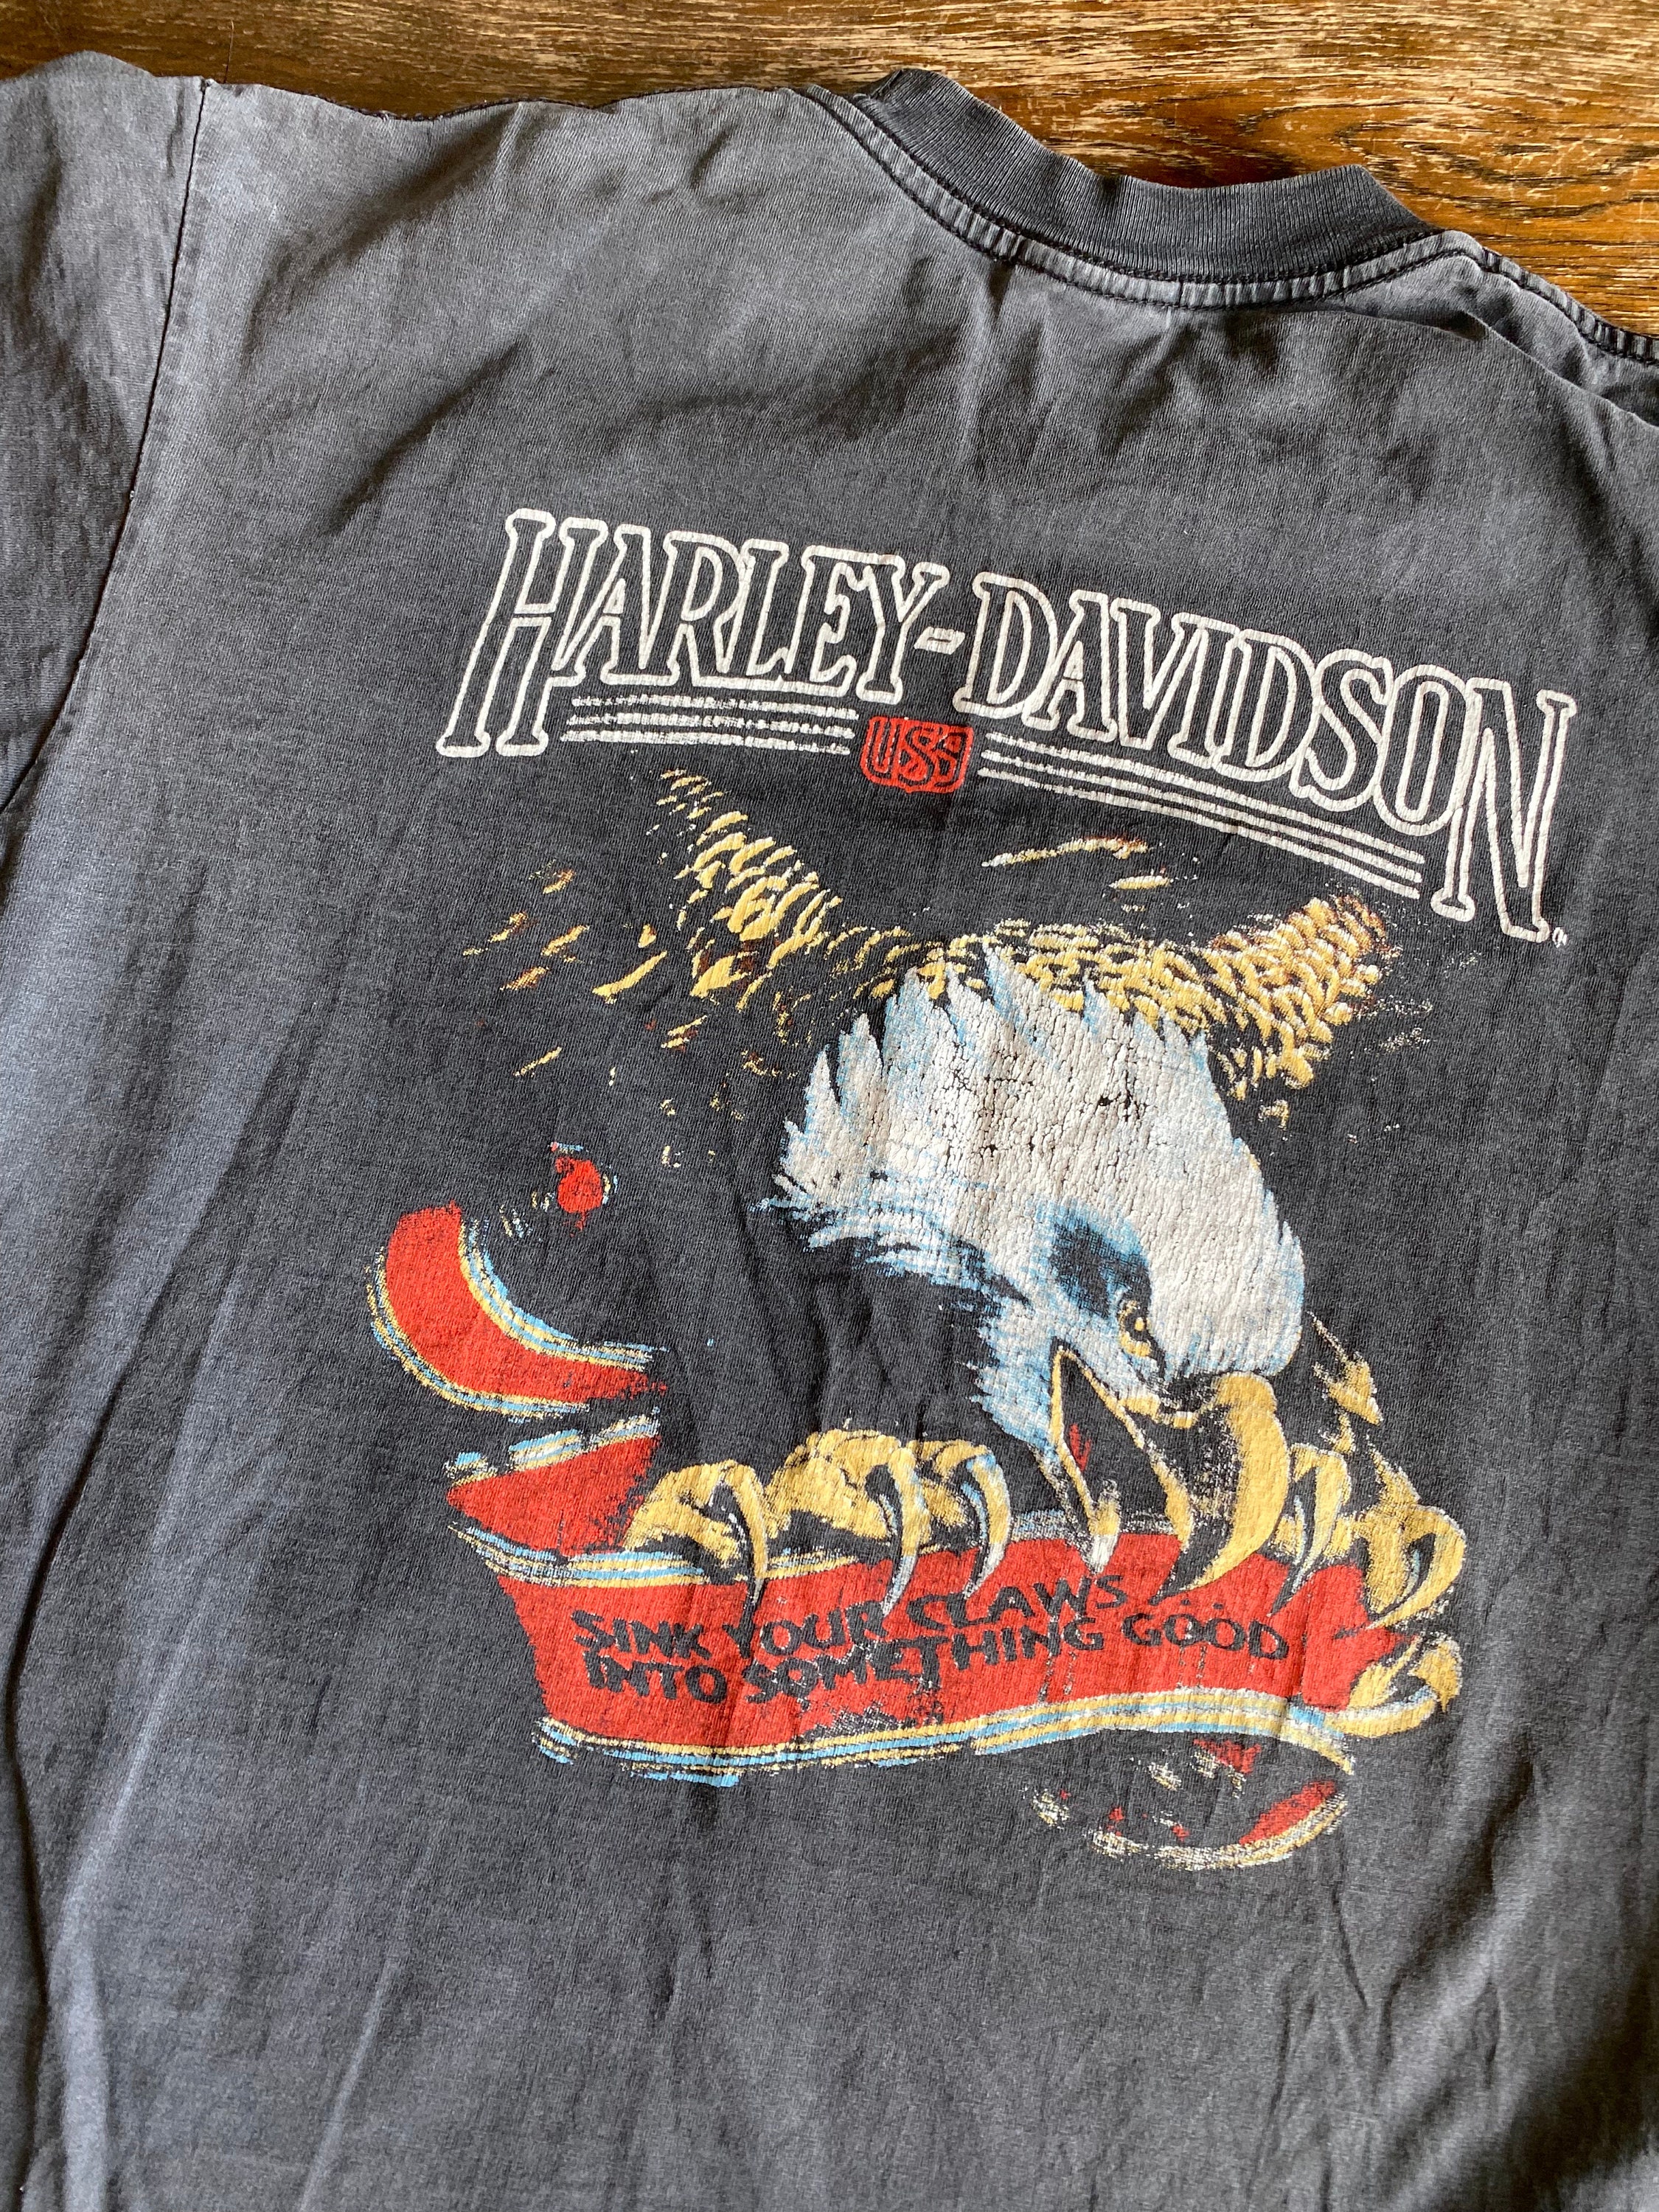 HARLEY-DAVIDSON
USA
SINK YOUR CLAWS
INTO SOMETHING GOOD